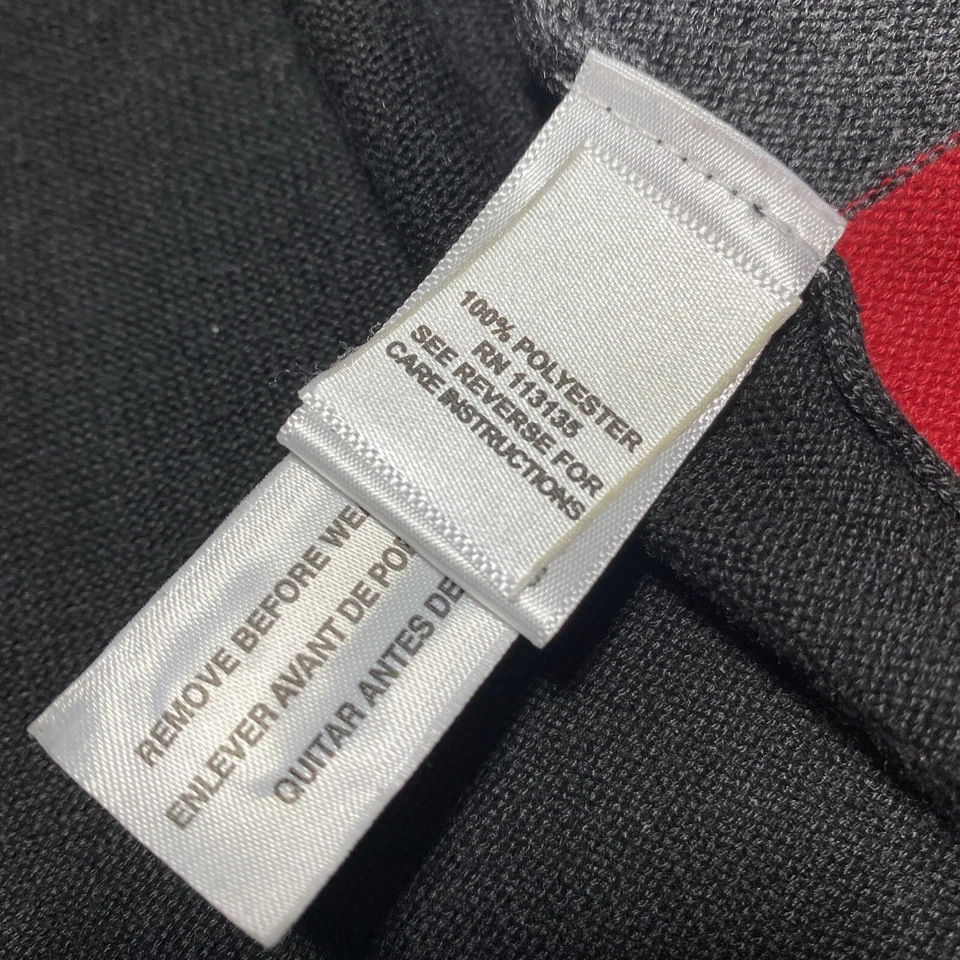 100% POLYESTER
RN 113135
SEE REVERSE FOR
CARE INSTRUCTIONS
REMOVE BEFORE
ENLEVER AVANT DE
QUITAR ANTES